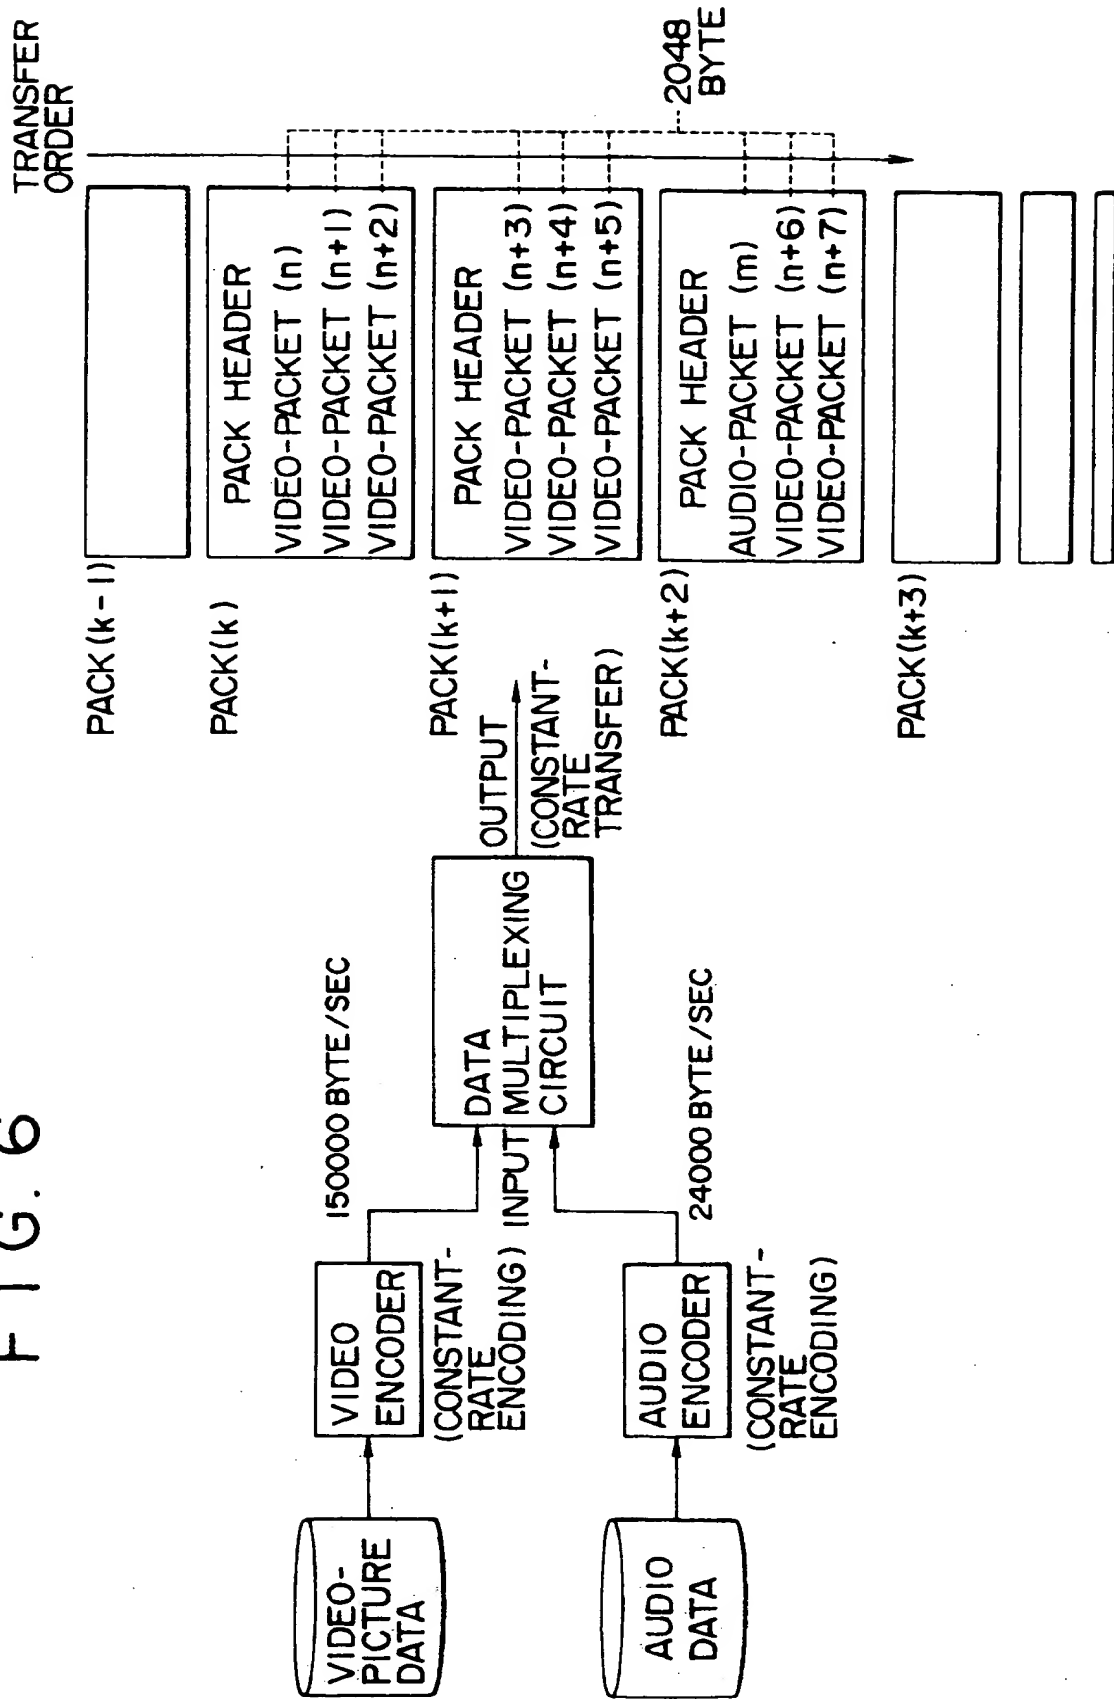 FIG. 6
VIDEO-
PICTURE
DATA
VIDEO
ENCODER
(CONSTANT-
RATE
ENCODING)
150000 BYTE/SEC
AUDIO
DATA
AUDIO
ENCODER
(CONSTANT-
RATE
ENCODING)
24000 BYTE/SEC
INPUT
DATA
MULTIPLEXING
CIRCUIT
OUTPUT
(CONSTANT-
RATE
TRANSFER)
TRANSFER
ORDER
PACK(k-1)
PACK(k)
PACK HEADER
VIDEO-PACKET (n)
VIDEO-PACKET (n+1)
VIDEO-PACKET (n+2)
PACK(k+1)
PACK HEADER
VIDEO-PACKET (n+3)
VIDEO-PACKET (n+4)
VIDEO-PACKET (n+5)
PACK(k+2)
PACK HEADER
AUDIO-PACKET (m)
VIDEO-PACKET (n+6)
VIDEO-PACKET (n+7)
PACK(k+3)
2048
BYTE